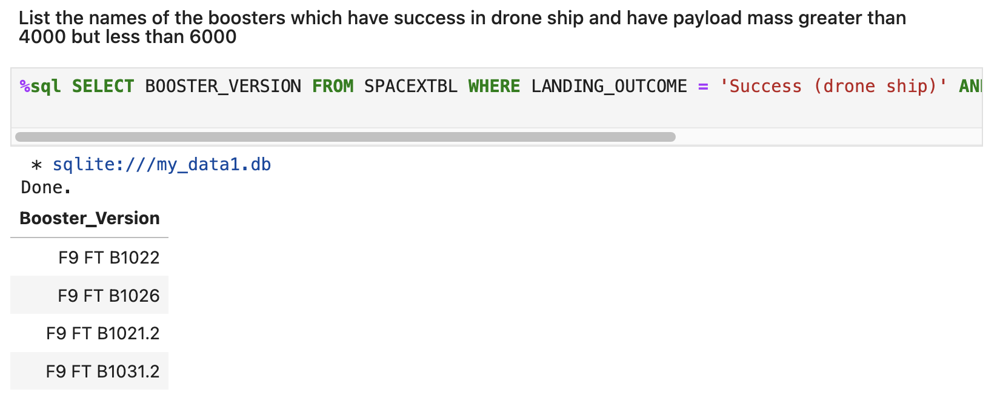 List the names of the boosters which have success in drone ship and have payload mass greater than
4000 but less than 6000
%sql SELECT BOOSTER_VERSION FROM SPACEXTBL WHERE LANDING_OUTCOME = 'Success (drone ship)' AN
* sqlite:///my_data1.db
Done.
Booster_Version
F9 FT B1022
F9 FT B1026
F9 FT B1021.2
F9 FT B1031.2